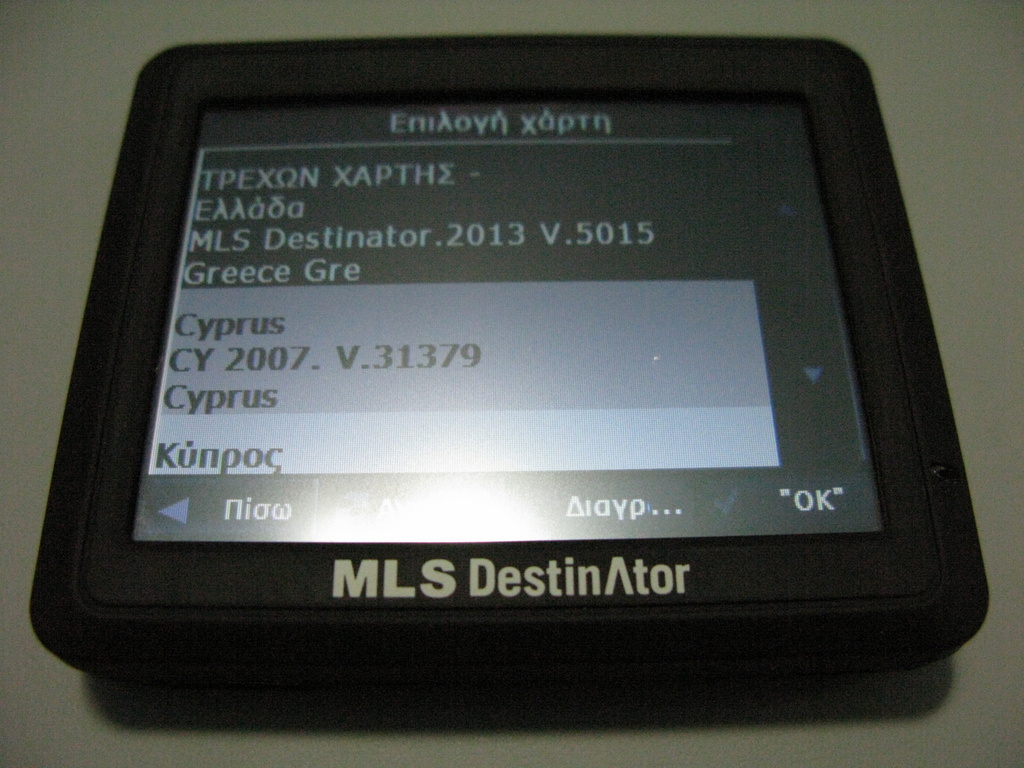 Επιλογή χάρτη
ΤΡΕΧΩΝ ΧΑΡΤΗΣ -
Ελλάδα
MLS Destinator.2013 V.5015
Greece Gre
Cyprus
CY 2007. V.31379
Cyprus
Κύπρος
Πίσω Διαγρ... "OK"
MLS DestinΛtor